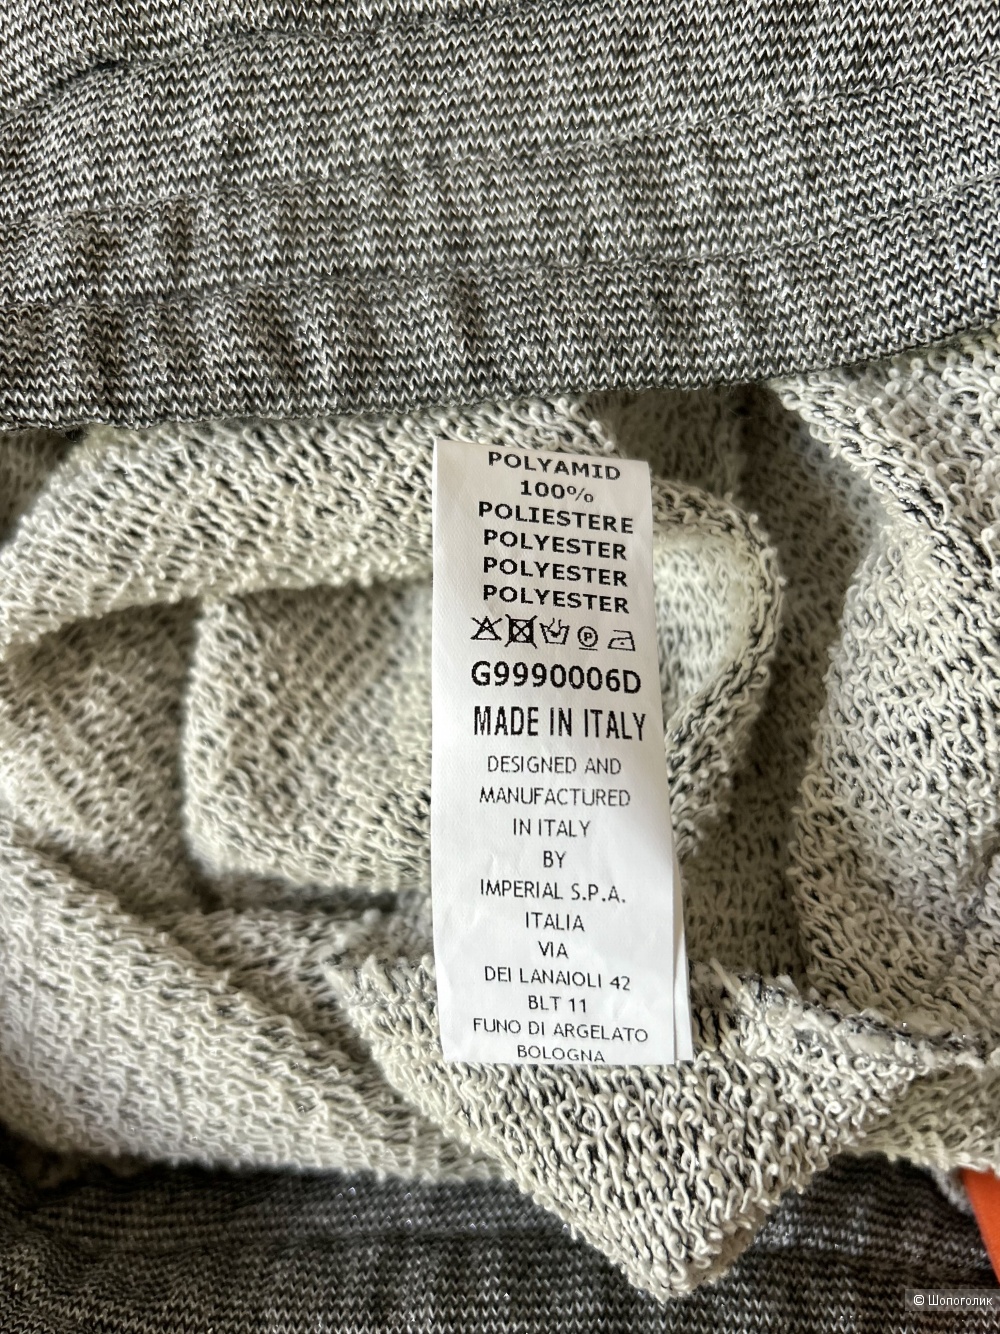 POLYAMID
100%
POLIESTERE
POLYESTER
POLYESTER
POLYESTER
P
G9990006D
MADE IN ITALY
DESIGNED AND
MANUFACTURED
IN ITALY
BY
IMPERIAL S.P.A.
ITALIA
VIA
DEI LANAIOLI 42
BLT 11
FUNO DI ARGELATO
BOLOGNA
© Шопоголик